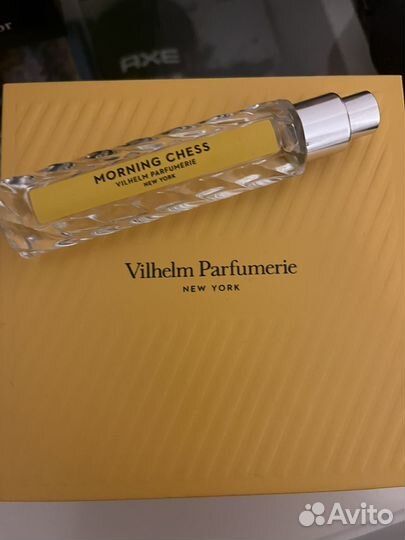 AXE
MORNING CHESS
VILHELM PARFUMERIE
NEW YORK
Vilhelm Parfumerie
NEW YORK
Avito